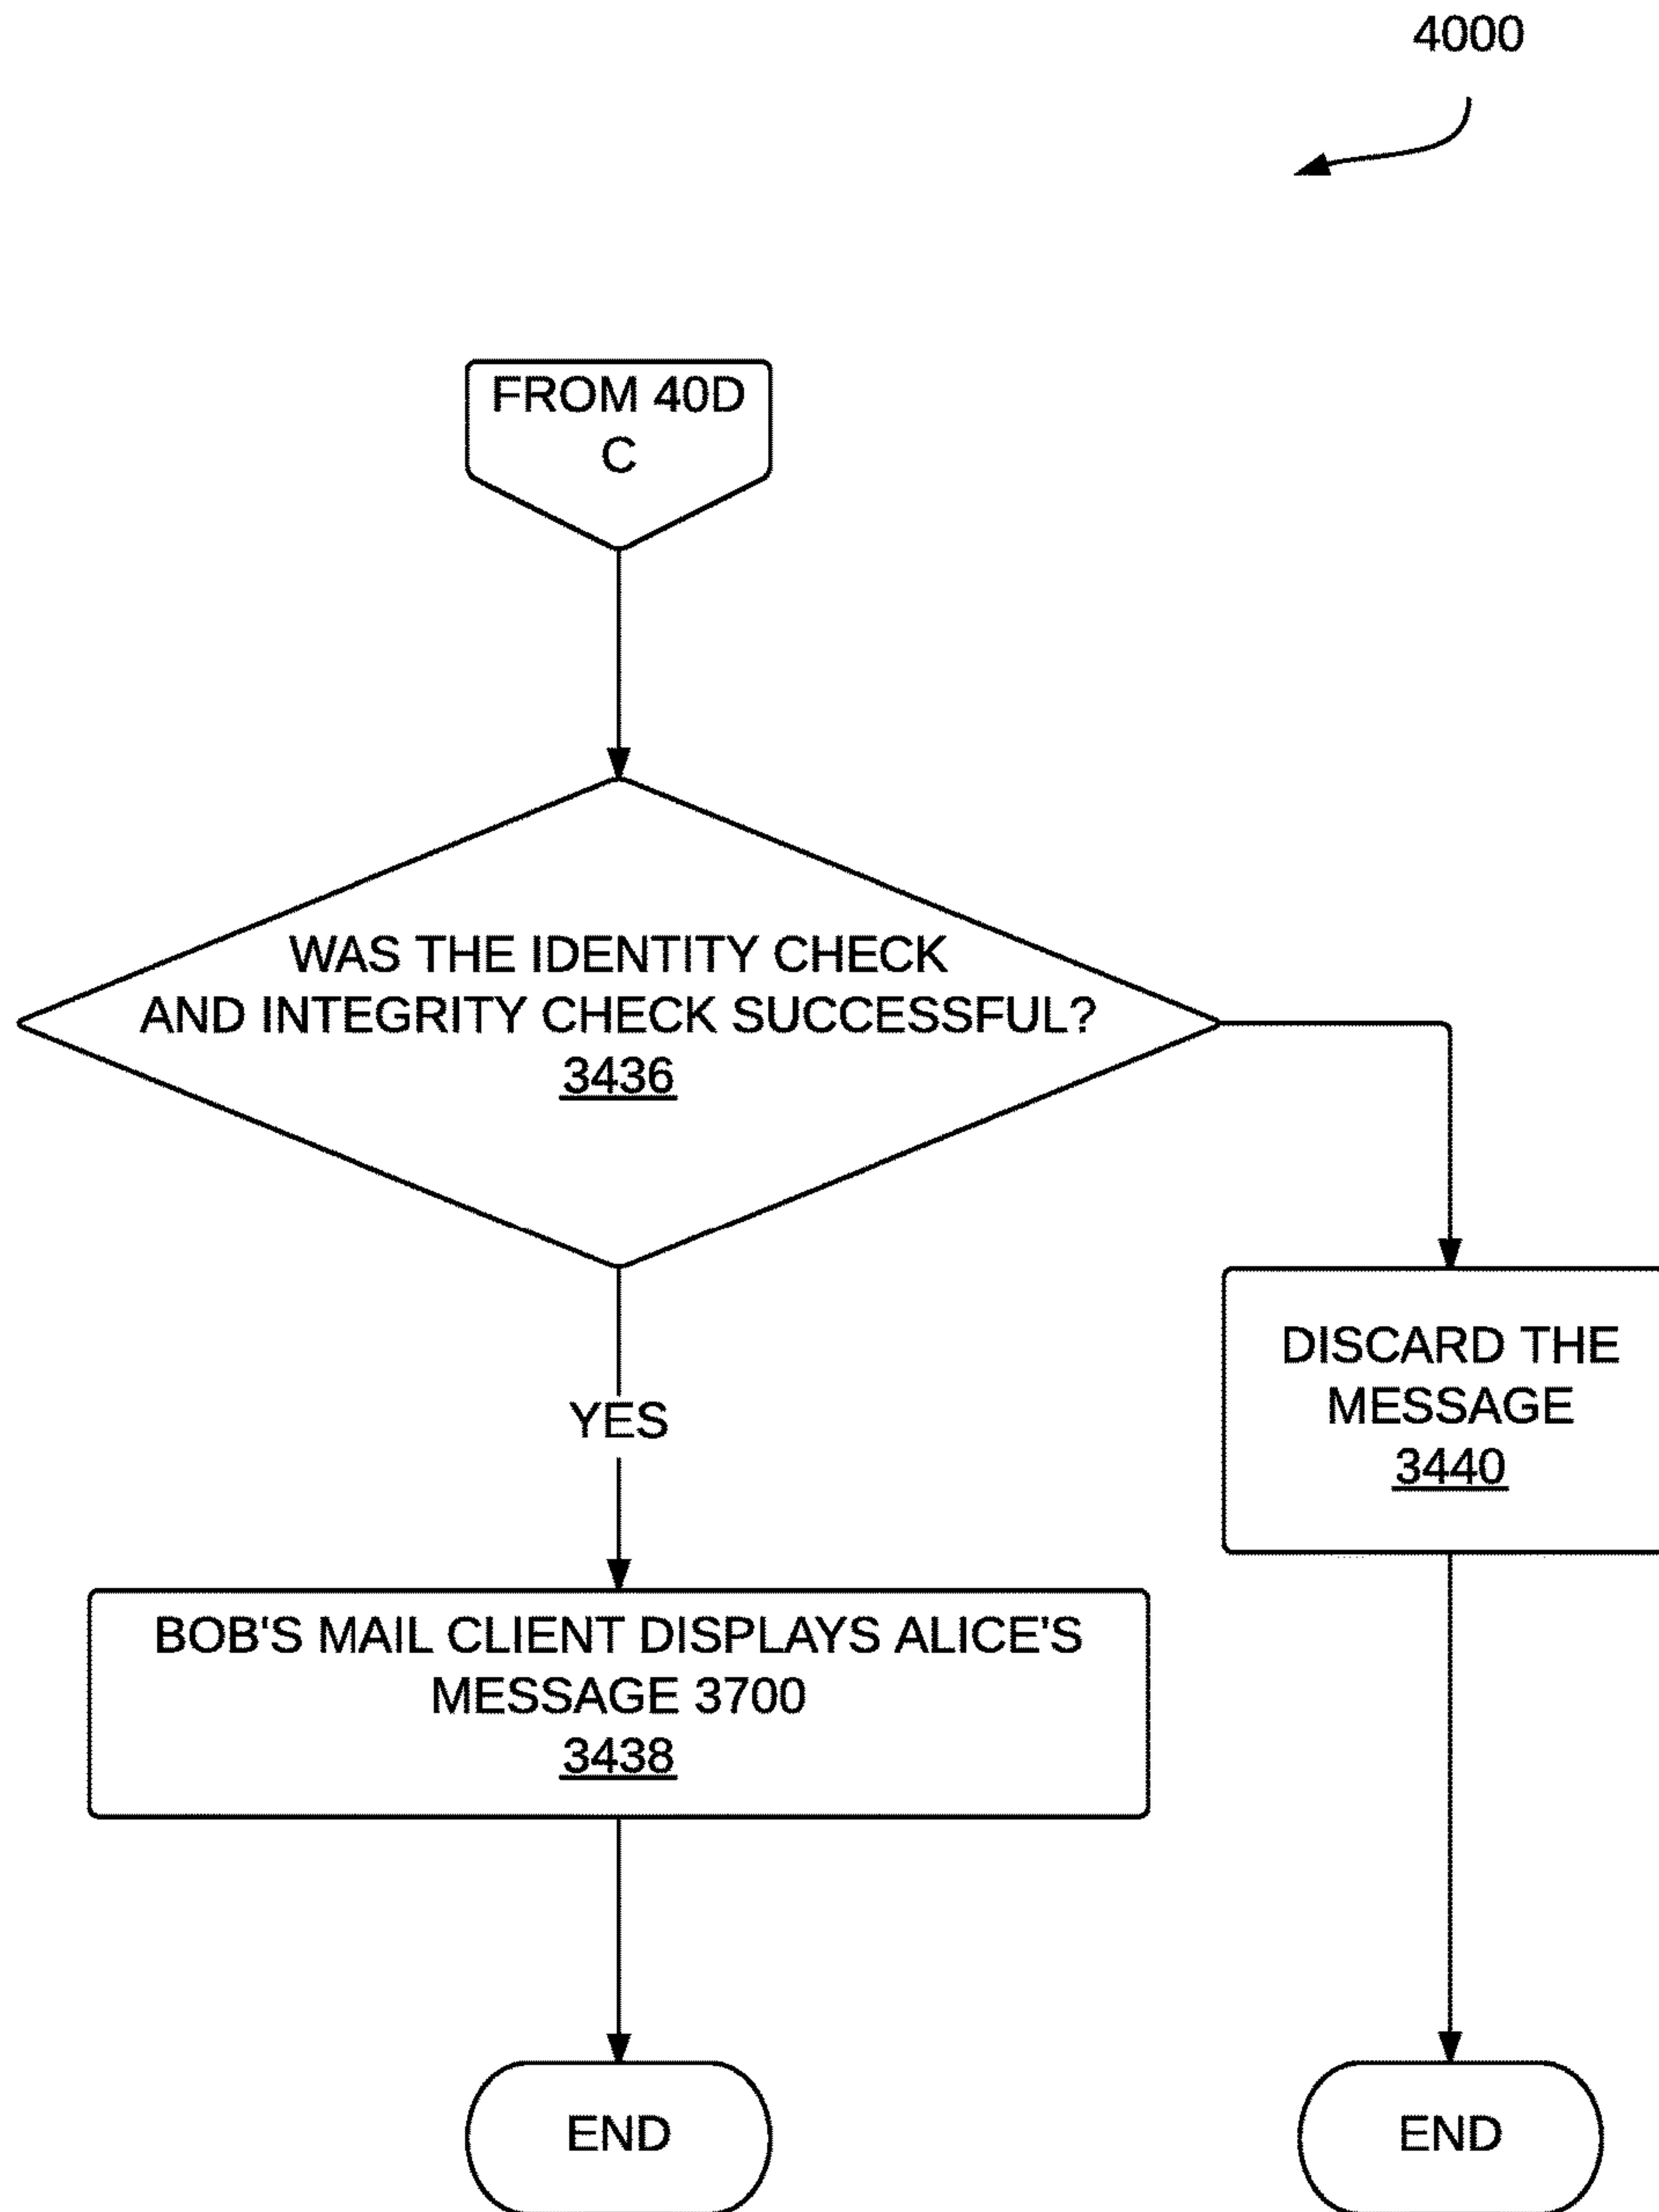 4000
FROM 40D
C
WAS THE IDENTITY CHECK
AND INTEGRITY CHECK SUCCESSFUL?
3436
YES
DISCARD THE
MESSAGE
3440
BOB'S MAIL CLIENT DISPLAYS ALICE'S
MESSAGE 3700
3438
END
END